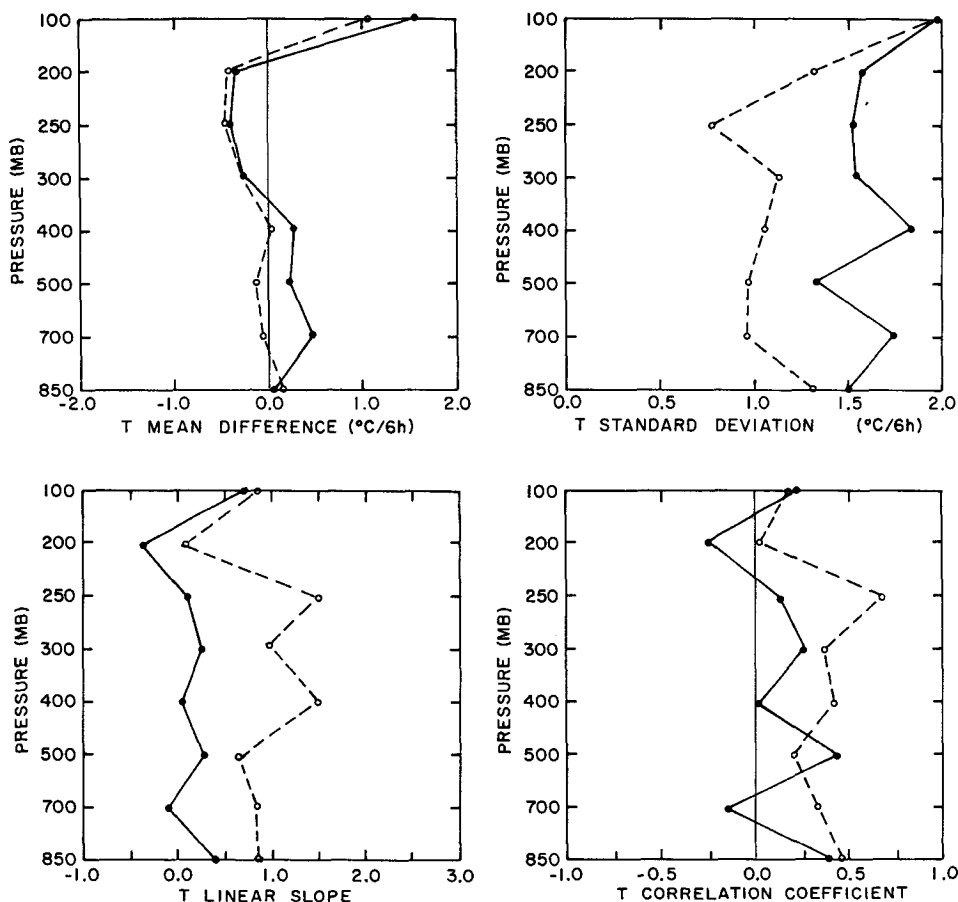 100
200
250
300
400
500
700
850
PRESSURE (MB)
-2.0 -1.0 0.0 1.0 2.0
T MEAN DIFFERENCE (°C/6h)
100
200
250
300
400
500
700
850
PRESSURE (MB)
0.0 0.5 1.0 1.5 2.0
T STANDARD DEVIATION (°C/6h)
100
200
250
300
400
500
700
850
PRESSURE (MB)
-1.0 0.0 1.0 2.0 3.0
T LINEAR SLOPE
100
200
250
300
400
500
700
850
PRESSURE (MB)
-1.0 -0.5 0.0 0.5 1.0
T CORRELATION COEFFICIENT